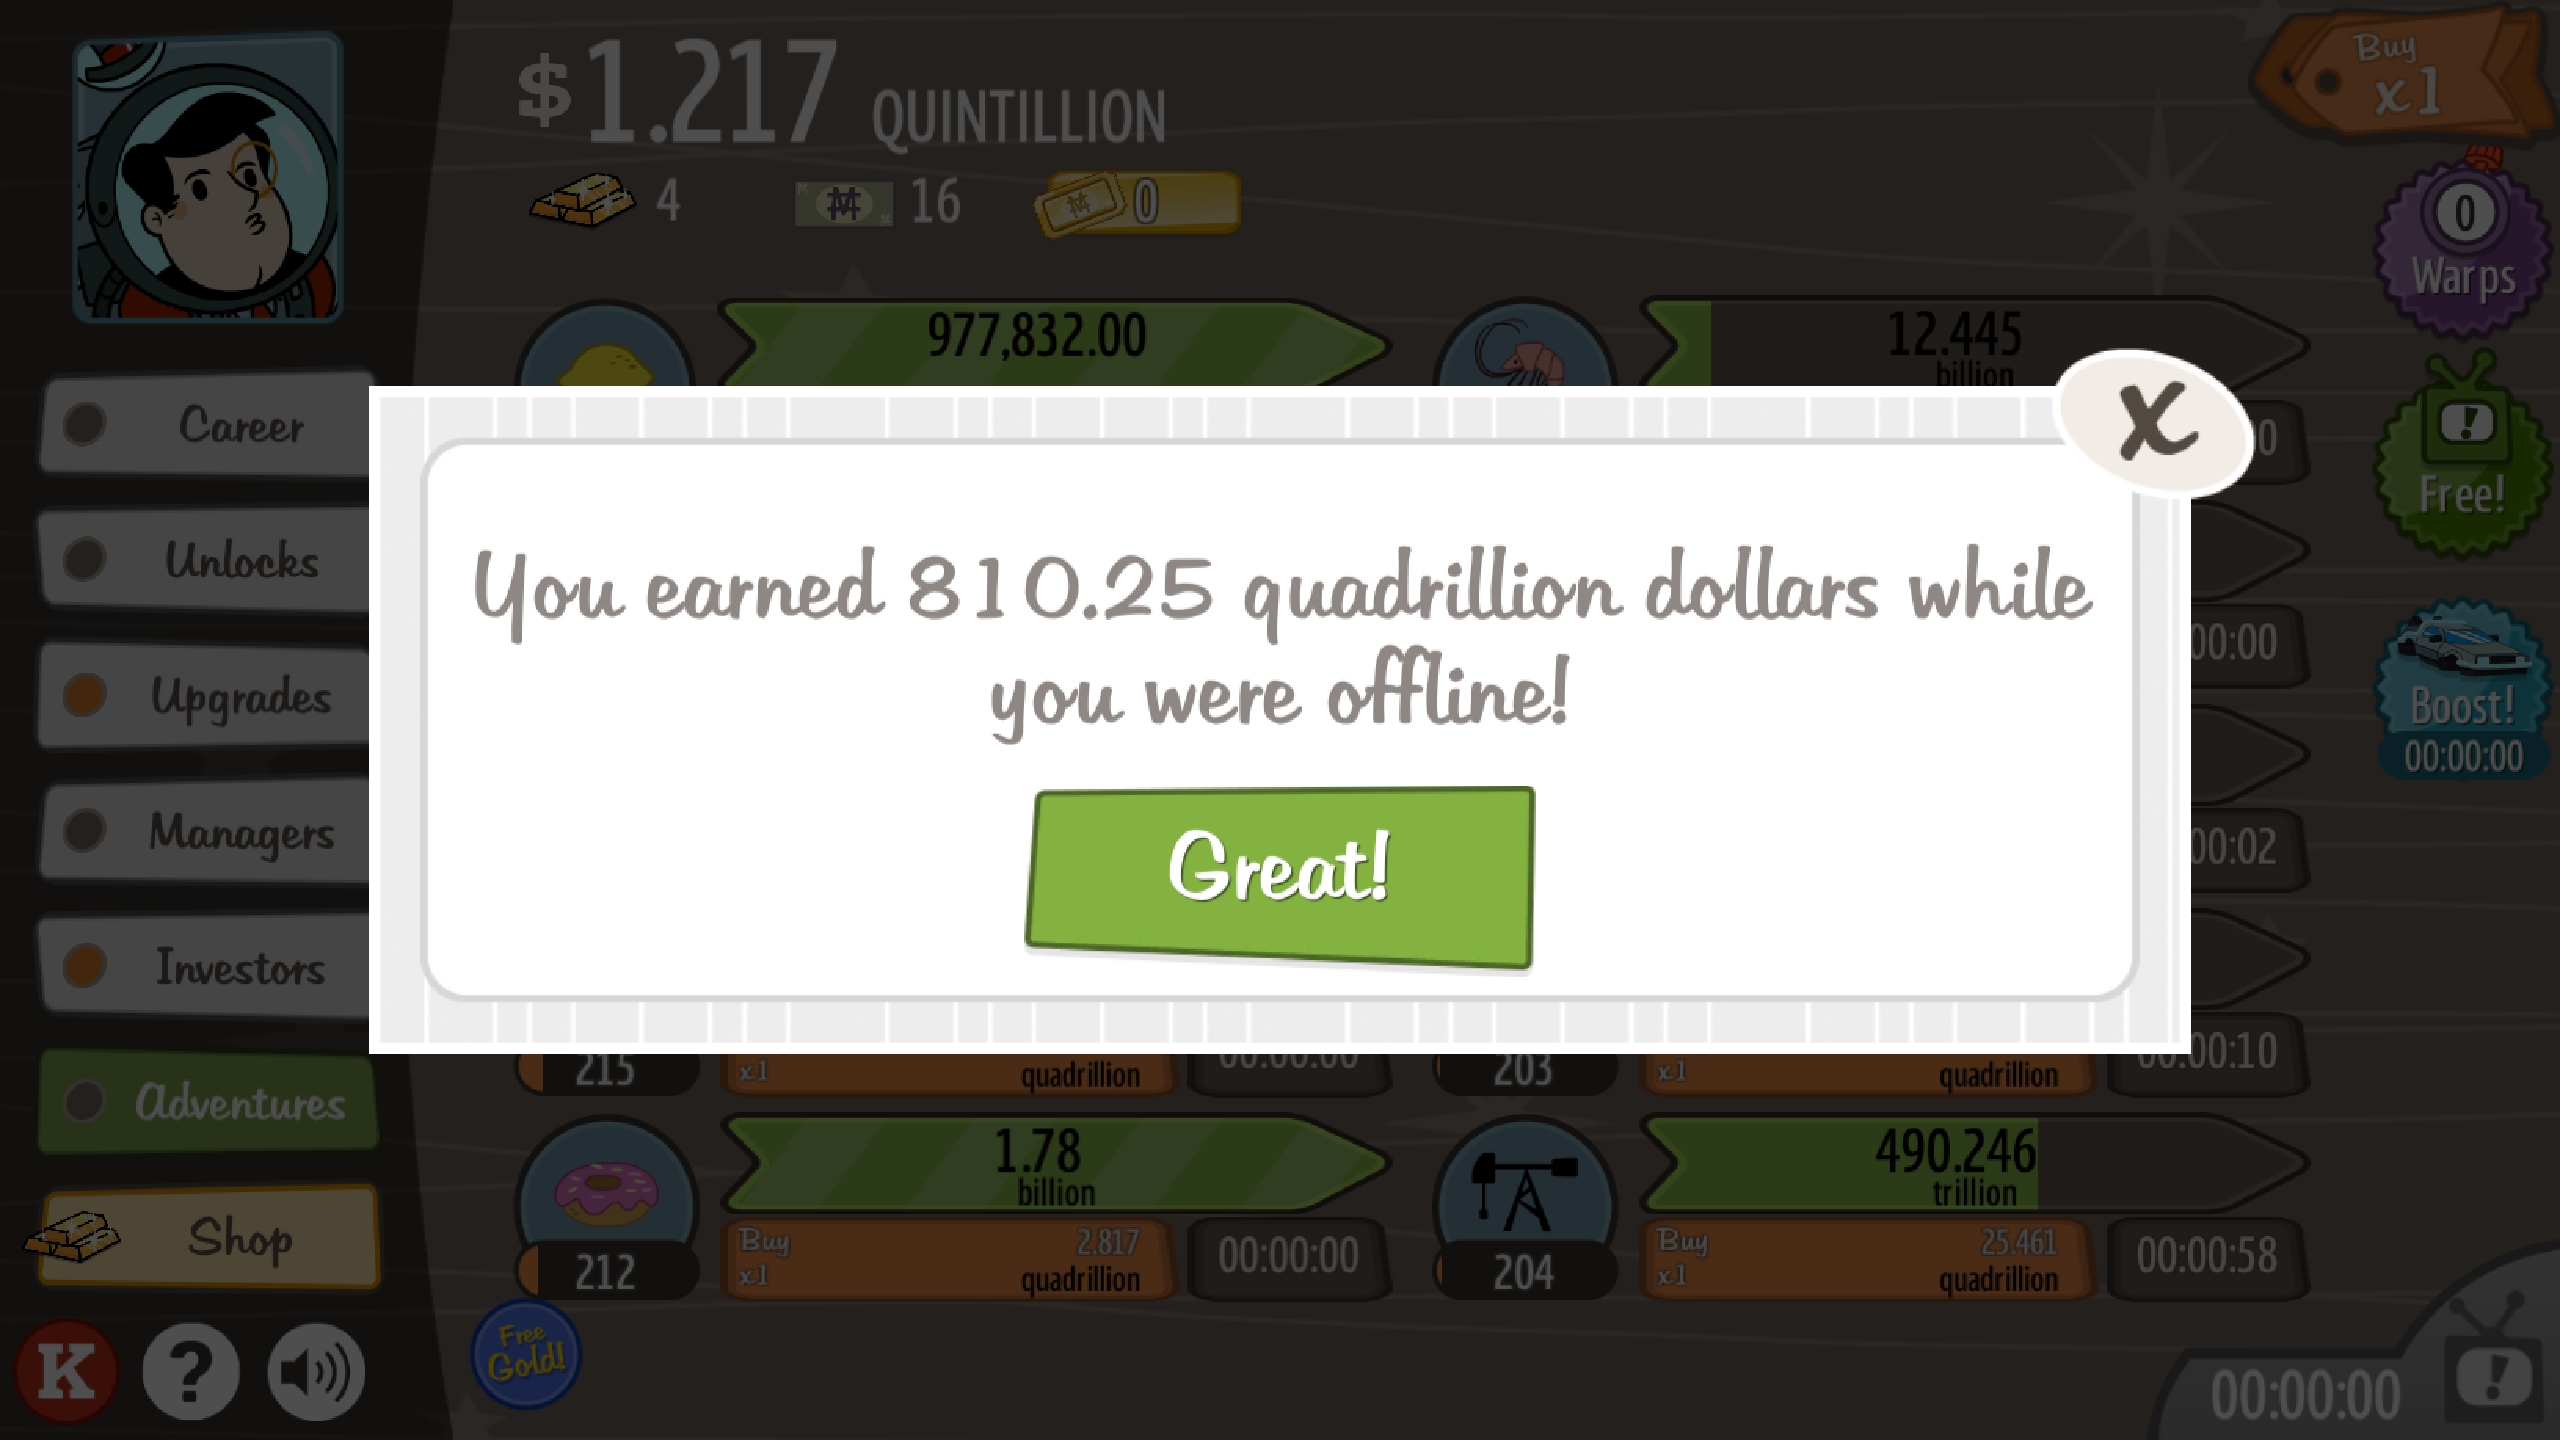 $1.217 QUINTILLION
4 16 0
Buy
x1
0
Warps
Free!
Boost!
00:00:00
Career
Unlocks
Upgrades
Managers
Investors
Adventures
Shop
K ?
977,832.00
12.445
billion
You earned 810.25 quadrillion dollars while
you were offline!
Great!
X
0
00:00
00:02
00:10
215
x1
quadrillion
00:00:00
203
x1
quadrillion
1.78
billion
490.246
trillion
212
Buy
x1
2.817
quadrillion
00:00:00
204
Buy
x1
25.461
quadrillion
00:00:58
Free
Gold!
00:00:00